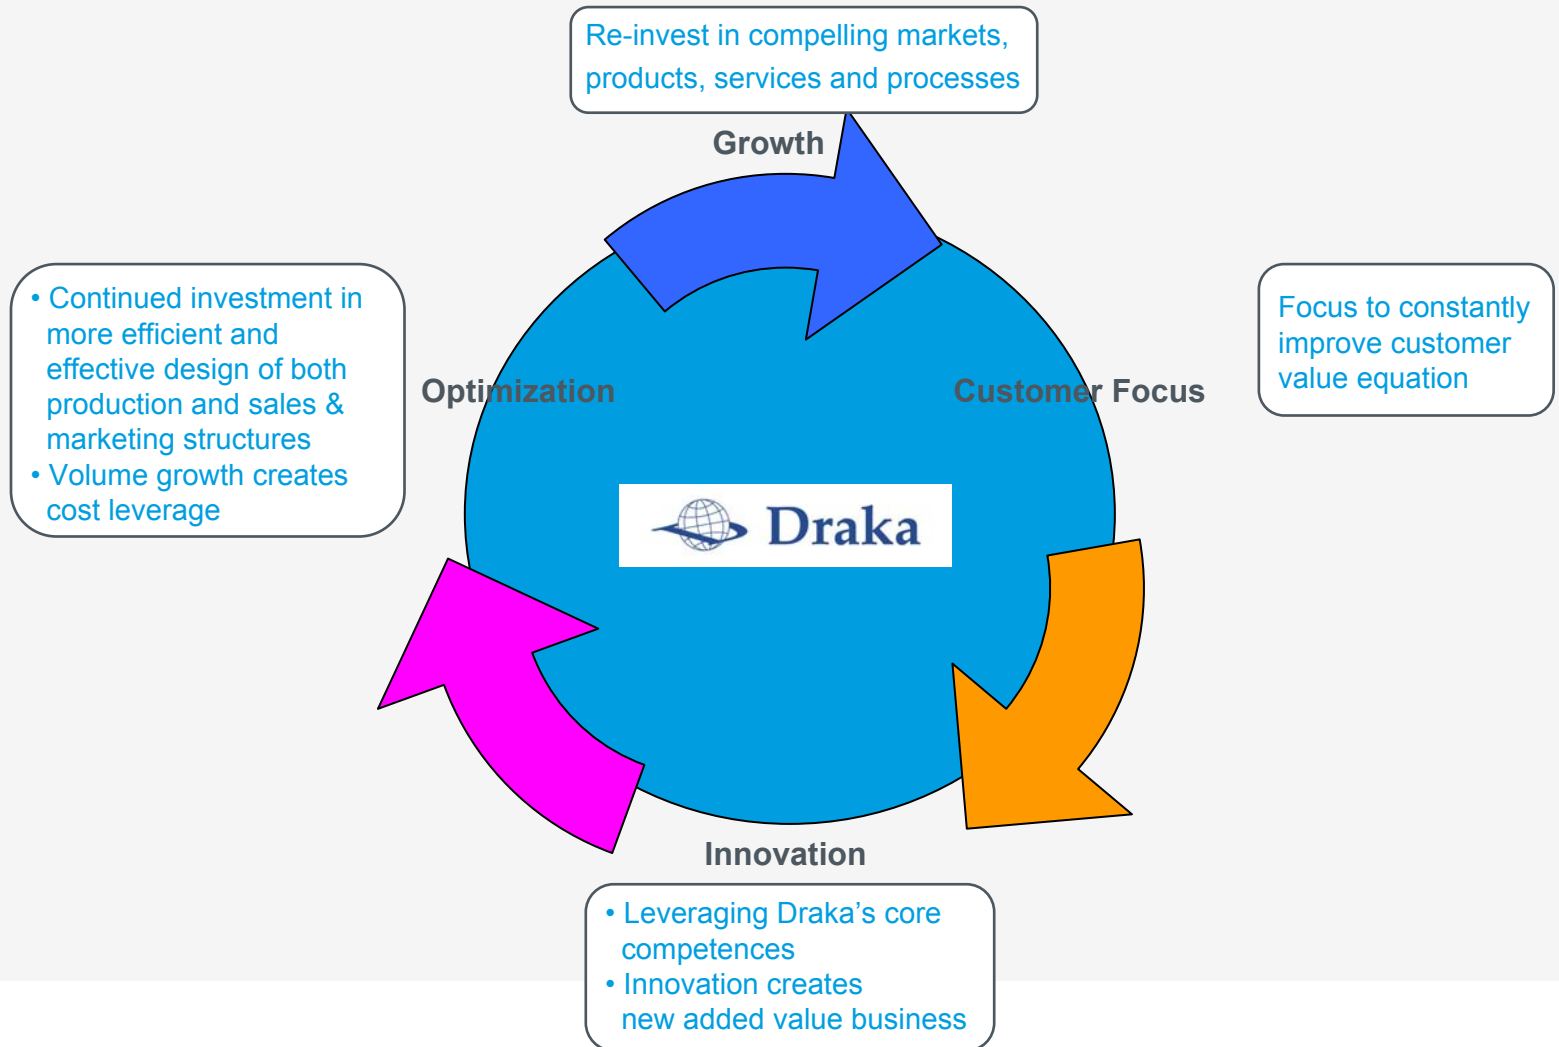 Re-invest in compelling markets,
products, services and processes
Growth
• Continued investment in
more efficient and
effective design of both
production and sales &
marketing structures
• Volume growth creates
cost leverage
Optimization
Customer Focus
Focus to constantly
improve customer
value equation
Draka
Innovation
• Leveraging Draka’s core
competences
• Innovation creates
new added value business